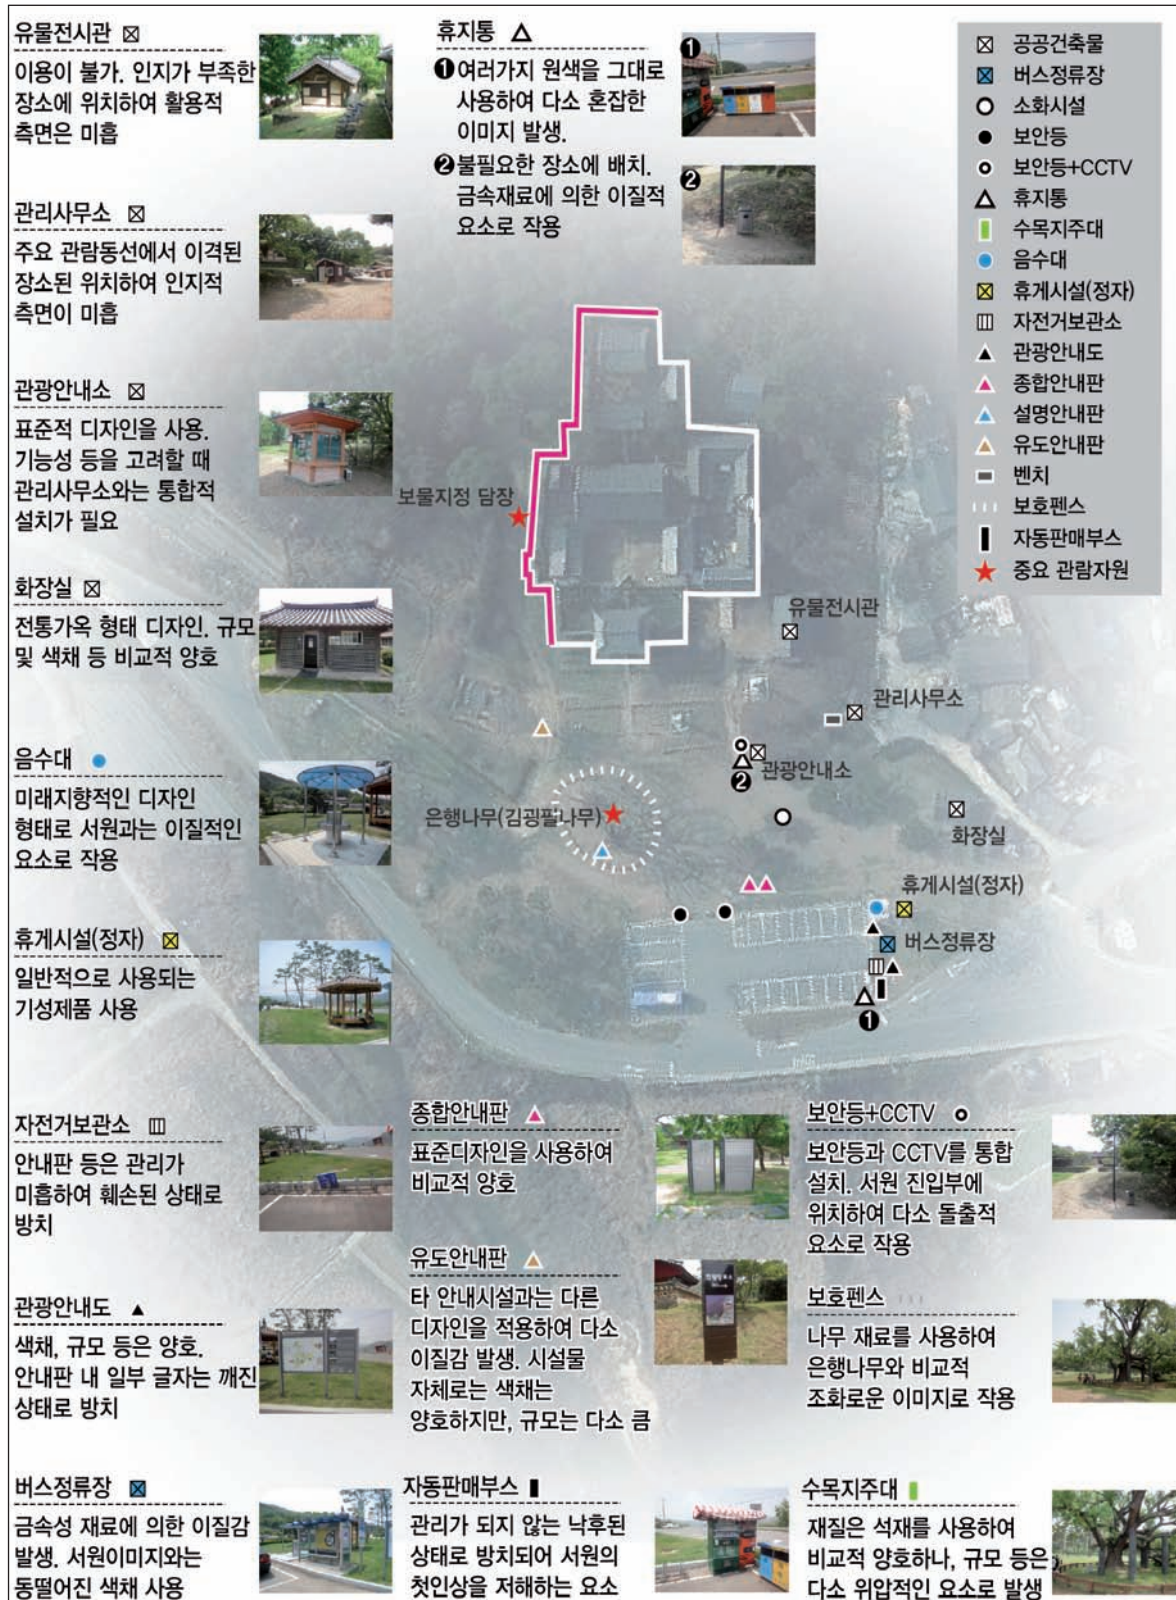 유물전시관
이용이 불가. 인지가 부족한
장소에 위치하여 활용적
측면은 미흡
관리사무소
주요 관람동선에서 이격된
장소된 위치하여 인지적
측면이 미흡
관광안내소
표준적 디자인을 사용.
기능성 등을 고려할 때
관리사무소와는 통합적
설치가 필요
화장실
전통가옥 형태 디자인. 규모
및 색채 등 비교적 양호
음수대
미래지향적인 디자인
형태로 서원과는 이질적인
요소로 작용
휴게시설(정자)
일반적으로 사용되는
기성제품 사용
자전거보관소
안내판 등은 관리가
미흡하여 훼손된 상태로
방치
관광안내도
색채, 규모 등은 양호.
안내판 내 일부 글자는 깨진
상태로 방치
버스정류장
금속성 재료에 의한 이질감
발생. 서원이미지와는
동떨어진 색채 사용
휴지통
❶여러가지 원색을 그대로
사용하여 다소 혼잡한
이미지 발생.
❷불필요한 장소에 배치.
금속재료에 의한 이질적
요소로 작용
❶
❷
공공건축물
버스정류장
소화시설
보안등
보안등+CCTV
휴지통
수목지주대
음수대
휴게시설(정자)
자전거보관소
관광안내도
종합안내판
설명안내판
유도안내판
벤치
보호펜스
자동판매부스
중요 관람자원
보물지정 담장
유물전시관
관리사무소
관광안내소
❷
은행나무(김굉필나무)
화장실
휴게시설(정자)
버스정류장
❶
종합안내판
표준디자인을 사용하여
비교적 양호
유도안내판
타 안내시설과는 다른
디자인을 적용하여 다소
이질감 발생. 시설물
자체로는 색채는
양호하지만, 규모는 다소 큼
자동판매부스
관리가 되지 않는 낙후된
상태로 방치되어 서원의
첫인상을 저해하는 요소
보안등+CCTV
보안등과 CCTV를 통합
설치. 서원 진입부에
위치하여 다소 돌출적
요소로 작용
보호펜스
나무 재료를 사용하여
은행나무와 비교적
조화로운 이미지로 작용
수목지주대
재질은 석재를 사용하여
비교적 양호하나, 규모 등은
다소 위압적인 요소로 발생